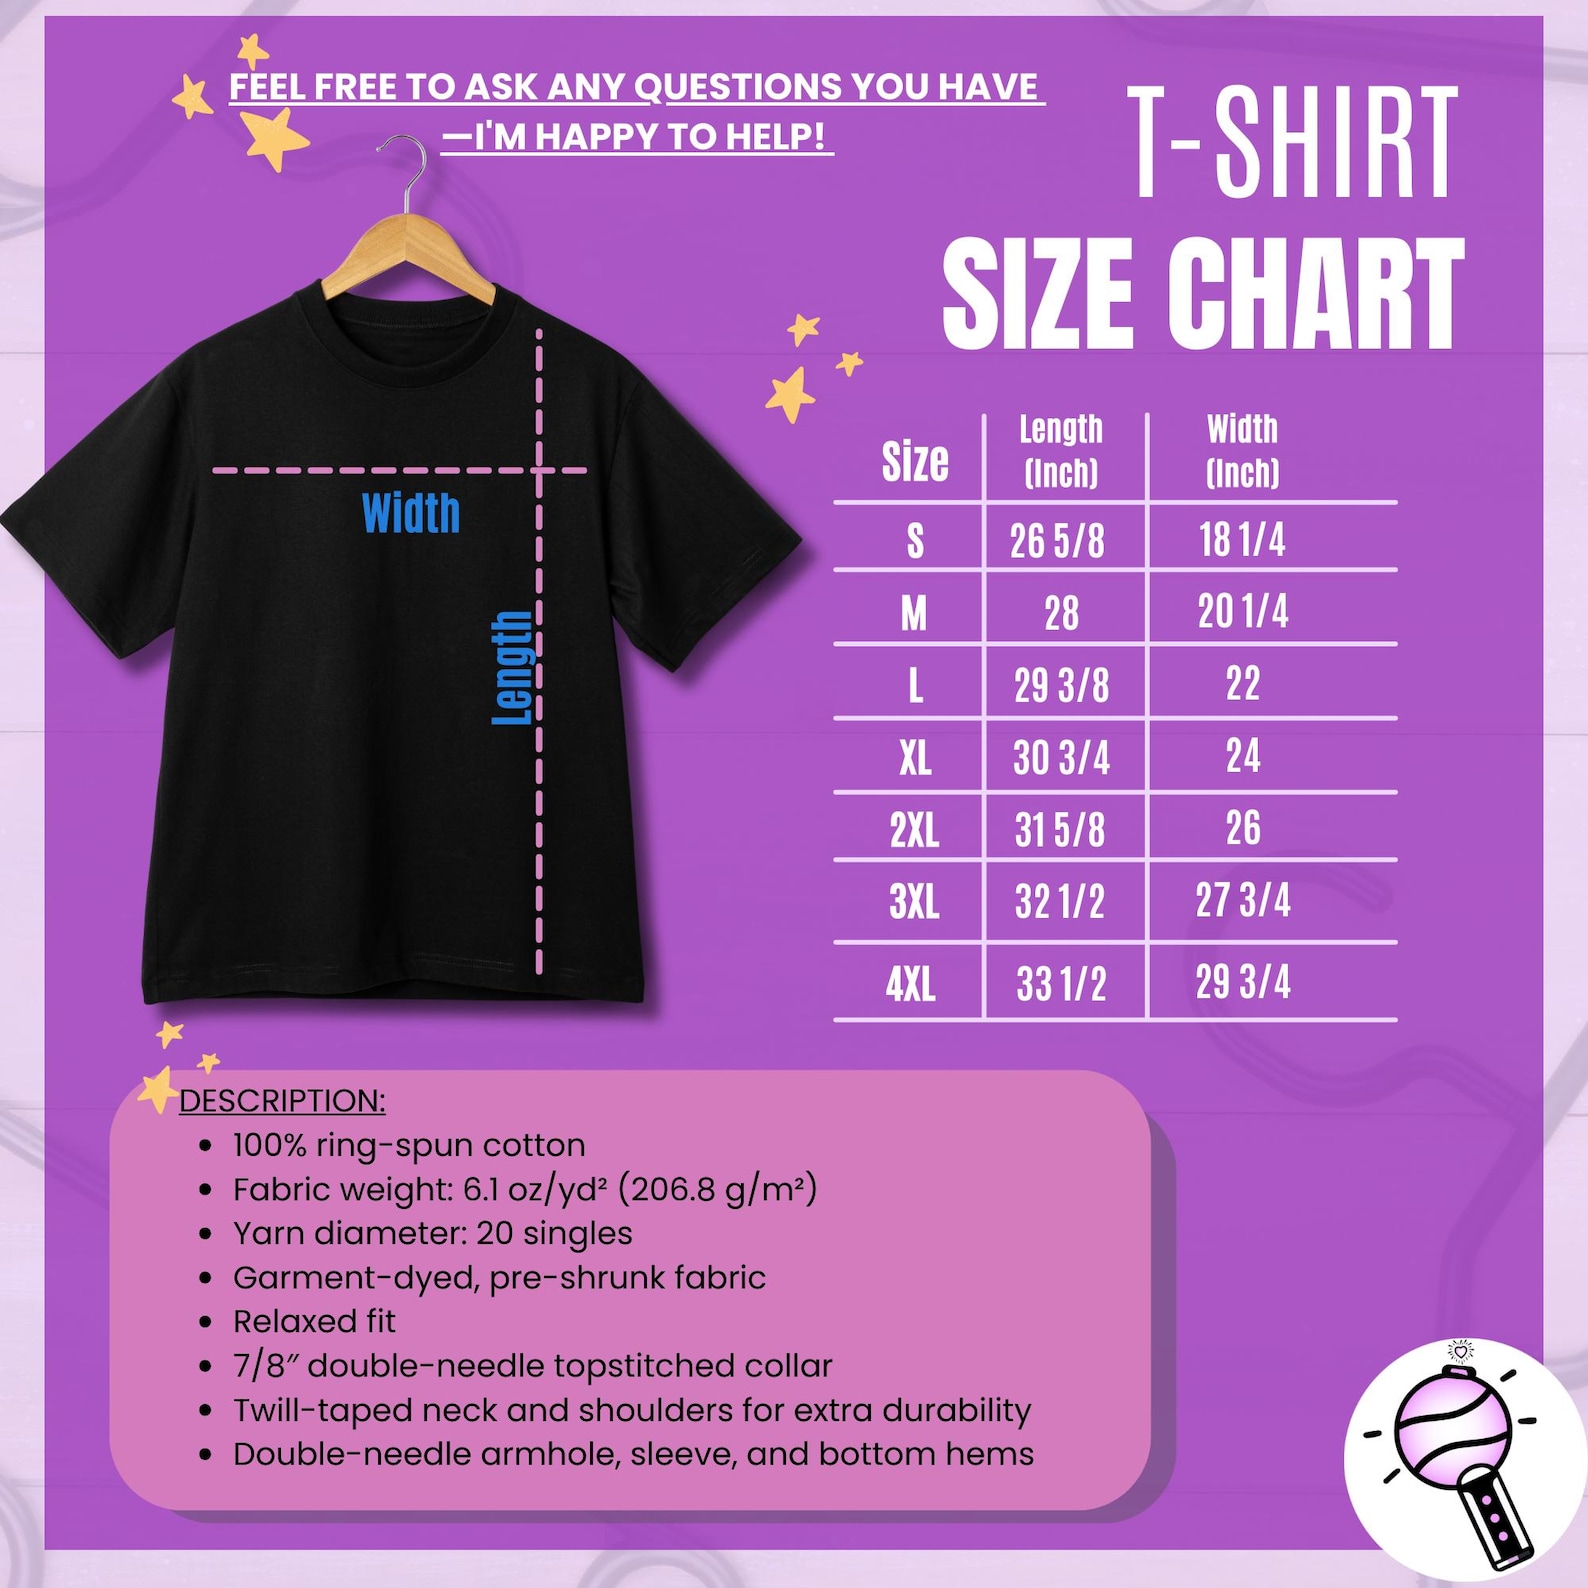 FEEL FREE TO ASK ANY QUESTIONS YOU HAVE
—I'M HAPPY TO HELP!
T-SHIRT
SIZE CHART
Width
Length
Size Length (Inch) Width (Inch)
S 26 5/8 18 1/4
M 28 20 1/4
L 29 3/8 22
XL 30 3/4 24
2XL 31 5/8 26
3XL 32 1/2 27 3/4
4XL 33 1/2 29 3/4
DESCRIPTION:
• 100% ring-spun cotton
• Fabric weight: 6.1 oz/yd² (206.8 g/m²)
• Yarn diameter: 20 singles
• Garment-dyed, pre-shrunk fabric
• Relaxed fit
• 7/8″ double-needle topstitched collar
• Twill-taped neck and shoulders for extra durability
• Double-needle armhole, sleeve, and bottom hems